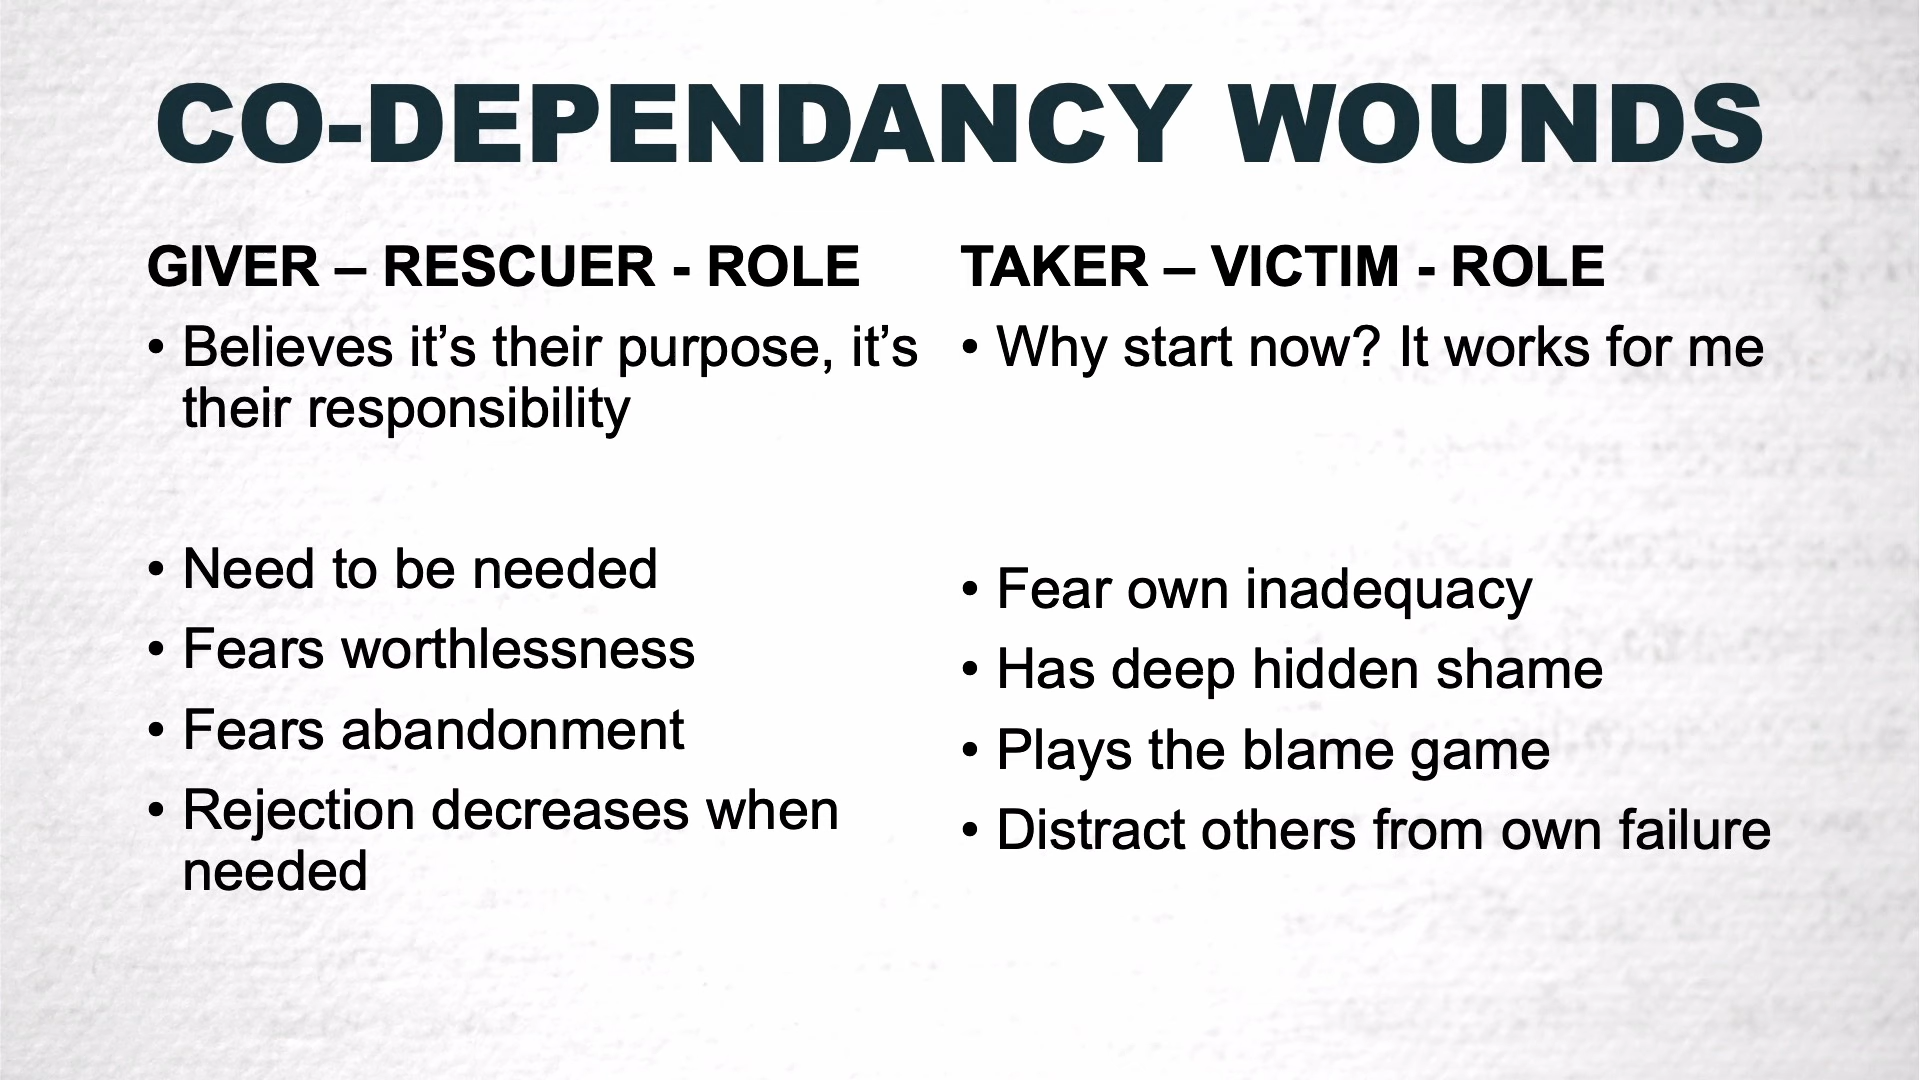 CO-DEPENDANCY WOUNDS
GIVER – RESCUER - ROLE
• Believes it’s their purpose, it’s
their responsibility
• Need to be needed
• Fears worthlessness
• Fears abandonment
• Rejection decreases when
needed
TAKER – VICTIM - ROLE
• Why start now? It works for me
• Fear own inadequacy
• Has deep hidden shame
• Plays the blame game
• Distract others from own failure